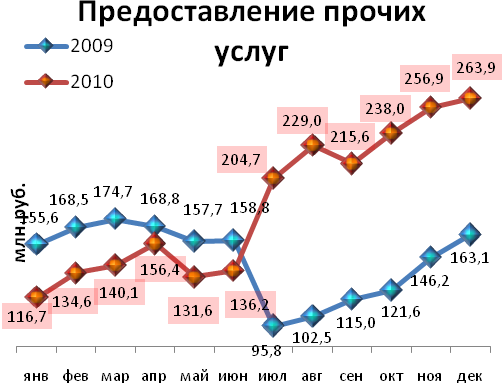 Предоставление прочих
услуг
2009
2010
млн.руб.
155,6 168,5 174,7 168,8 157,7 158,8 95,8 102,5 115,0 121,6 146,2 163,1
116,7 134,6 140,1 156,4 131,6 136,2 204,7 229,0 215,6 238,0 256,9 263,9
янв фев мар апр май июн июл авг сен окт ноя дек